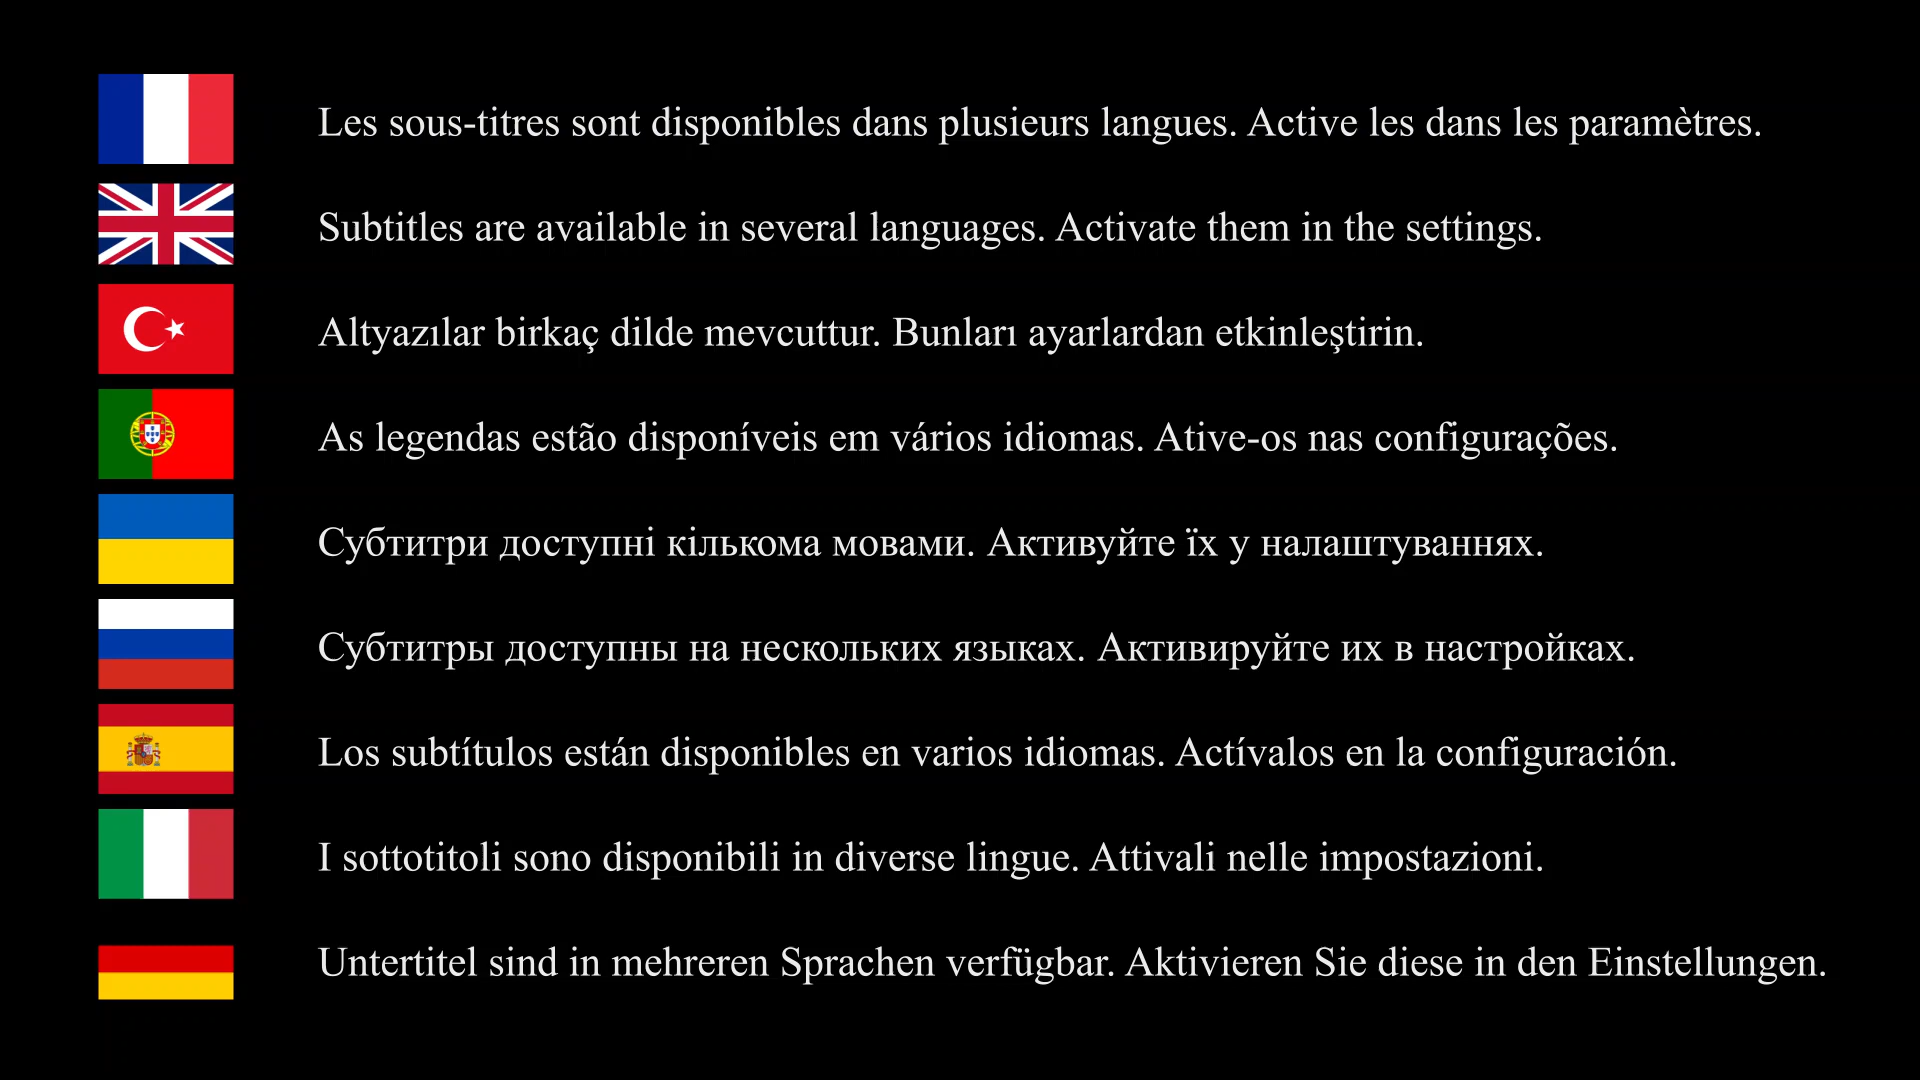 Les sous-titres sont disponibles dans plusieurs langues. Active les dans les paramètres.
Subtitles are available in several languages. Activate them in the settings.
Altyazılar birkaç dilde mevcuttur. Bunları ayarlardan etkinleştirin.
As legendas estão disponíveis em vários idiomas. Ative-os nas configurações.
Субтитри доступні кількома мовами. Активуйте їх у налаштуваннях.
Субтитры доступны на нескольких языках. Активируйте их в настройках.
Los subtítulos están disponibles en varios idiomas. Actívalos en la configuración.
I sottotitoli sono disponibili in diverse lingue. Attivali nelle impostazioni.
Untertitel sind in mehreren Sprachen verfügbar. Aktivieren Sie diese in den Einstellungen.